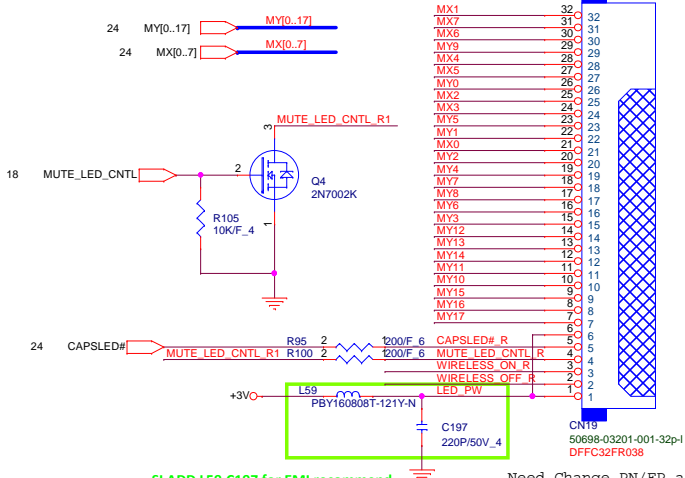 24 MY[0..17] MY[0..17]
24 MX[0..7] MX[0..7]
MUTE_LED_CNTL_R1
3
18 MUTE_LED_CNTL 2
Q4
2N7002K
1
R105
10K/F_4
24 CAPSLED# R95 2 1 200/F_6 CAPSLED#_R
MUTE_LED_CNTL_R1 R100 2 1 200/F_6 MUTE_LED_CNTL_R
WIRELESS_ON_R
WIRELESS_OFF_R
+3V L59 LED_PW
PBY160808T-121Y-N
C197
220P/50V_4
MX1 32 32
MX7 31 31
MX6 30 30
MY9 29 29
MX4 28 28
MX5 27 27
MY0 26 26
MX2 25 25
MX3 24 24
MY5 23 23
MY1 22 22
MX0 21 21
MY2 20 20
MY4 19 19
MY7 18 18
MY8 17 17
MY6 16 16
MY3 15 15
MY12 14 14
MY13 13 13
MY14 12 12
MY11 11 11
MY10 10 10
MY15 9 9
MY16 8 8
MY17 7 7
6 6
5 5
4 4
3 3
2 2
1 1
CN19
50698-03201-001-32p-l
DFFC32FR038